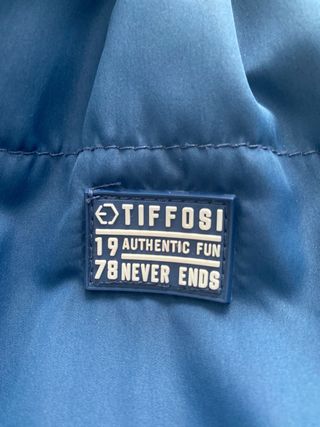 TIFFOSI
19 AUTHENTIC FUN
78 NEVER ENDS